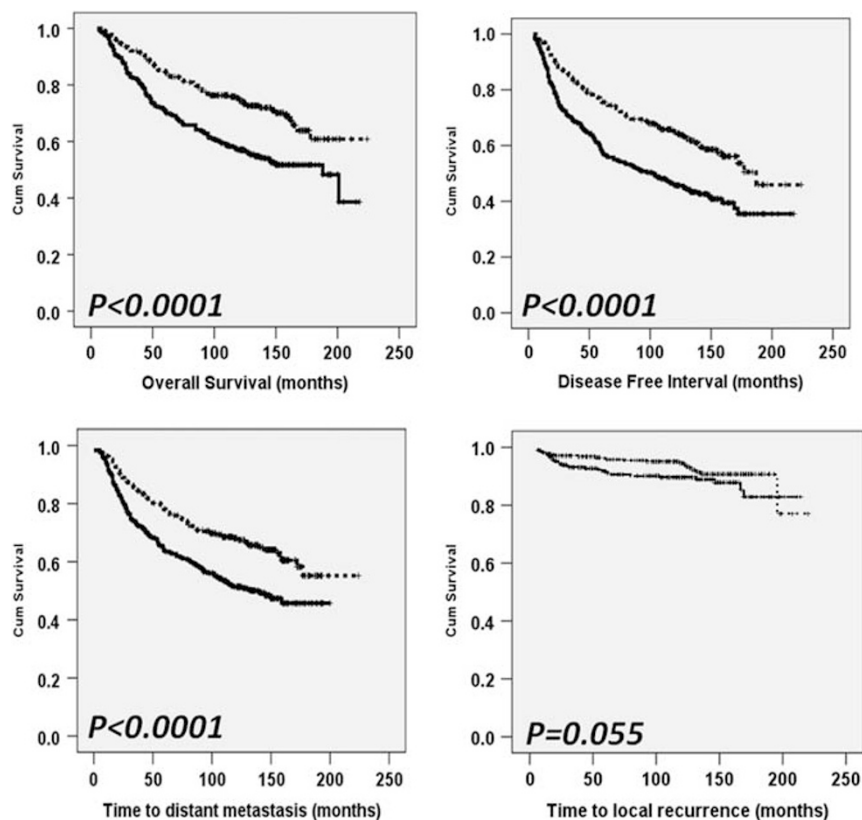 1.0
0.8
0.6
0.4
0.2
0.0
Cum Survival
P<0.0001
0 50 100 150 200 250
Overall Survival (months)
1.0
0.8
0.6
0.4
0.2
0.0
Cum Survival
P<0.0001
0 50 100 150 200 250
Disease Free Interval (months)
1.0
0.8
0.6
0.4
0.2
0.0
Cum Survival
P<0.0001
0 50 100 150 200 250
Time to distant metastasis (months)
1.0
0.8
0.6
0.4
0.2
0.0
Cum Survival
P=0.055
0 50 100 150 200 250
Time to local recurrence (months)